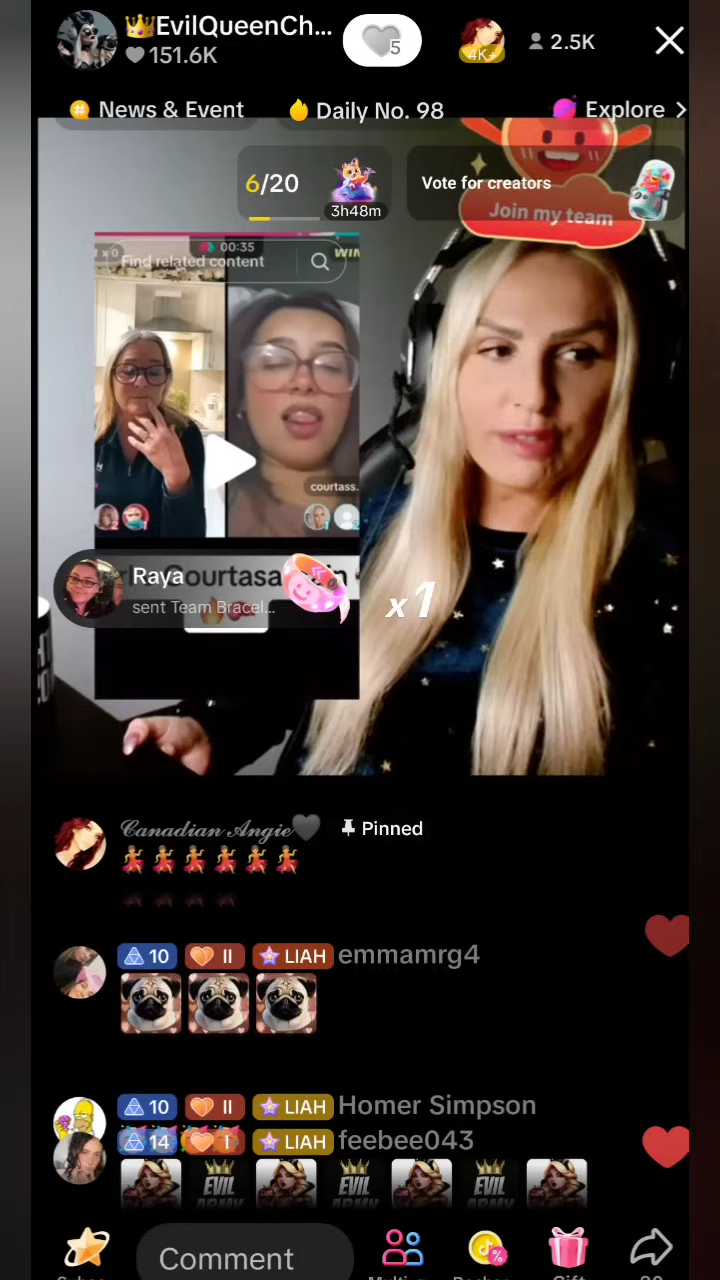 👑EvilQueenCh...
151.6K
5
4K+
2.5K
News & Event
Daily No. 98
Explore >
6/20
3h48m
Vote for creators
Join my team
00:35
Find related content
courtass.
Raya
sent Team Bracel...
x1
Canadian Angie🖤
Pinned
💃💃💃💃💃💃
10 II LIAH emmamrg4
10 II LIAH Homer Simpson
14 I LIAH feebee043
EVIL EVIL EVIL
Comment